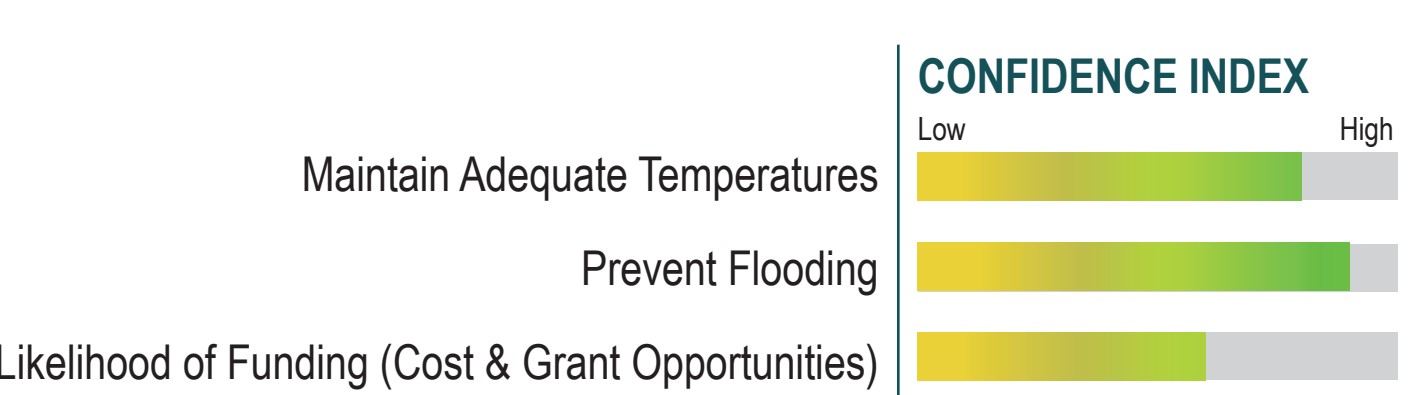 CONFIDENCE INDEX
Low High
Maintain Adequate Temperatures
Prevent Flooding
Likelihood of Funding (Cost & Grant Opportunities)